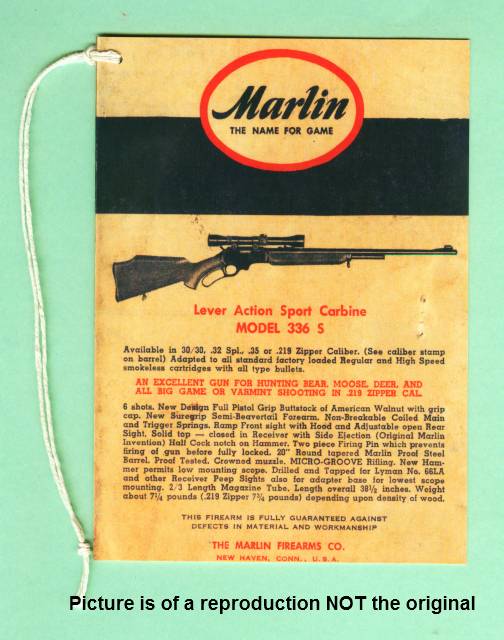 Marlin
THE NAME FOR GAME
Lever Action Sport Carbine
MODEL 336 S
Available in 30/30, .32 Spl., .35 or .219 Zipper Caliber. (See caliber stamp
on barrel) Adapted to all standard factory loaded Regular and High Speed
smokeless cartridges with all type bullets.
AN EXCELLENT GUN FOR HUNTING BEAR, MOOSE, DEER, AND
ALL BIG GAME OR VARMINT SHOOTING IN .219 ZIPPER CAL.
6 shots. New Design Full Pistol Grip Buttstock of American Walnut with grip
cap. New Suregrip Semi-Beavertail Forearm. Non-Breakable Coiled Main
and Trigger Springs. Ramp Front sight with Hood and Adjustable open Rear
Sight. Solid top — closed in Receiver with Side Ejection (Original Marlin
Invention) Half Cock notch on Hammer. Two piece Firing Pin which prevents
firing of gun before fully locked. 20" Round tapered Marlin Proof Steel
Barrel. Proof Tested. Crowned muzzle. MICRO-GROOVE Rifling. New Ham-
mer permits low mounting scope. Drilled and Tapped for Lyman No. 66LA
and other Receiver Peep Sights also for adapter base for lowest scope
mounting. 2/3 Length Magazine Tube. Length overall 38½ inches. Weight
about 7¼ pounds (.219 Zipper 7¾ pounds) depending upon density of wood.
THIS FIREARM IS FULLY GUARANTEED AGAINST
DEFECTS IN MATERIAL AND WORKMANSHIP
THE MARLIN FIREARMS CO.
NEW HAVEN, CONN., U.S.A.
Picture is of a reproduction NOT the original